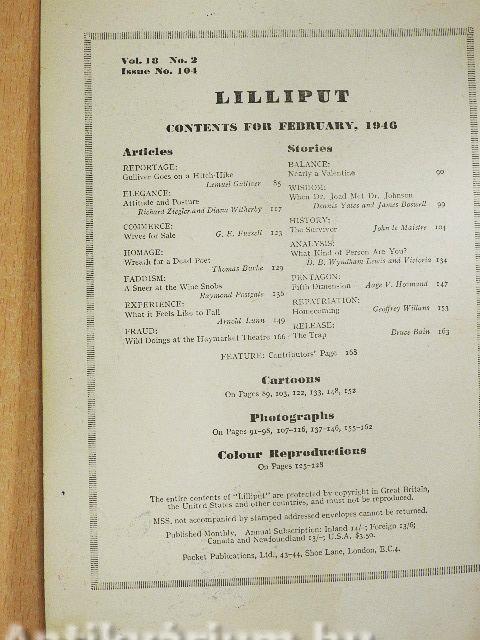 Vol. 18 No. 2
Issue No. 104
LILLIPUT
CONTENTS FOR FEBRUARY, 1946
Articles
REPORTAGE:
Gulliver Goes on a Hitch-Hike
Lemuel Gulliver 85
ELEGANCE:
Attitude and Posture
Richard Ziegler and Diana Witherby 117
COMMERCE:
Wives for Sale G. E. Fussell 123
HOMAGE:
Wreath for a Dead Poet
Thomas Burke 129
FADDISM:
A Sneer at the Wine Snobs
Raymond Postgate 136
EXPERIENCE:
What it Feels Like to Fall
Arnold Lunn 149
FRAUD:
Wild Doings at the Haymarket Theatre 166
Stories
BALANCE:
Nearly a Valentine 90
WISDOM:
When Dr. Joad Met Dr. Johnson
Dennis Yates and James Boswell 99
HISTORY:
The Survivor John le Maistre 104
ANALYSIS:
What Kind of Person Are You?
D. B. Wyndham Lewis and Victoria 134
PENTAGON:
Fifth Dimension Aage V. Hovmand 147
REPATRIATION:
Homecoming Geoffrey Willans 153
RELEASE:
The Trap Bruce Bain 163
FEATURE: Contributors' Page 168
Cartoons
On Pages 89, 103, 122, 133, 148, 152
Photographs
On Pages 91-98, 107-116, 137-146, 155-162
Colour Reproductions
On Pages 125-128
The entire contents of "Lilliput" are protected by copyright in Great Britain,
the United States and other countries, and must not be reproduced.
MSS. not accompanied by stamped addressed envelopes cannot be returned.
Published Monthly. Annual Subscription: Inland 14/-; Foreign 13/6;
Canada and Newfoundland 13/-; U.S.A. $3.50.
Pocket Publications, Ltd., 43-44, Shoe Lane, London, E.C.4.
Antikvárium.hu